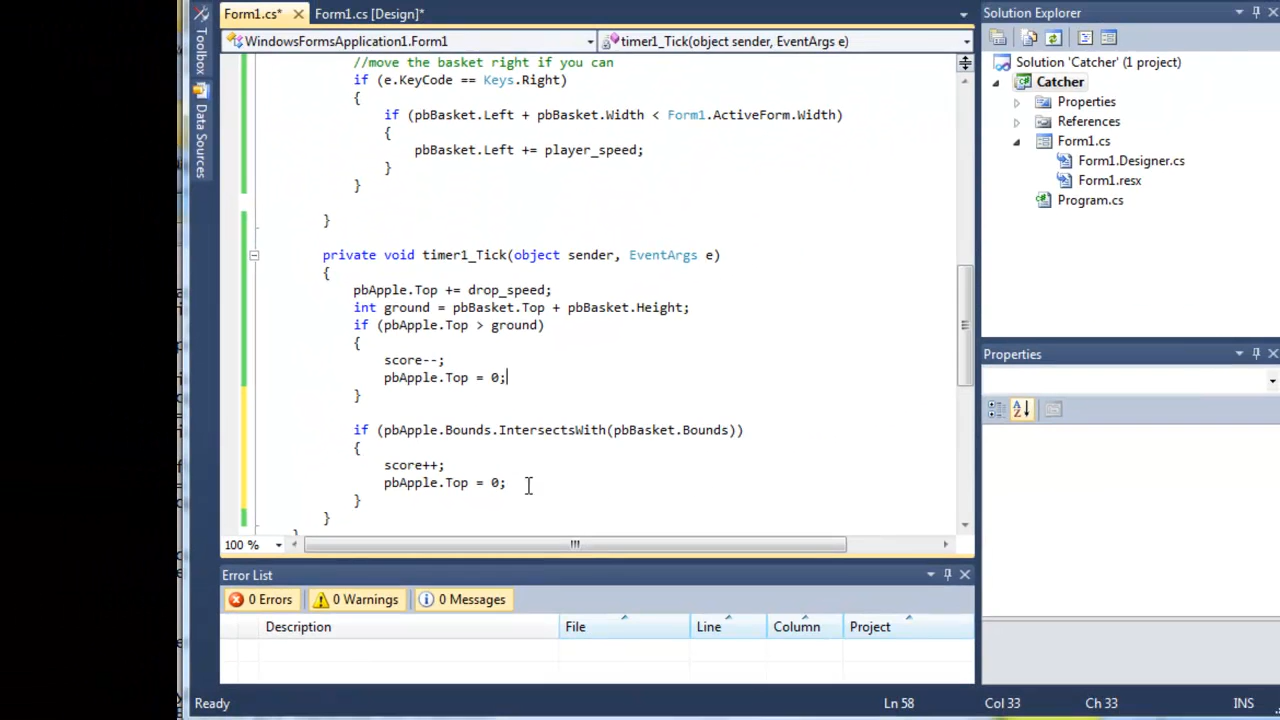 Form1.cs* Form1.cs [Design]*
Toolbox
Data Sources
WindowsFormsApplication1.Form1 timer1_Tick(object sender, EventArgs e)
//move the basket right if you can
if (e.KeyCode == Keys.Right)
{
if (pbBasket.Left + pbBasket.Width < Form1.ActiveForm.Width)
{
pbBasket.Left += player_speed;
}
}
}
private void timer1_Tick(object sender, EventArgs e)
{
pbApple.Top += drop_speed;
int ground = pbBasket.Top + pbBasket.Height;
if (pbApple.Top > ground)
{
score--;
pbApple.Top = 0;
}
if (pbApple.Bounds.IntersectsWith(pbBasket.Bounds))
{
score++;
pbApple.Top = 0;
}
}
100 %
Error List
0 Errors 0 Warnings 0 Messages
Description File Line Column Project
Ready Ln 58 Col 33 Ch 33 INS
Solution Explorer
Solution 'Catcher' (1 project)
Catcher
Properties
References
Form1.cs
Form1.Designer.cs
Form1.resx
Program.cs
Properties